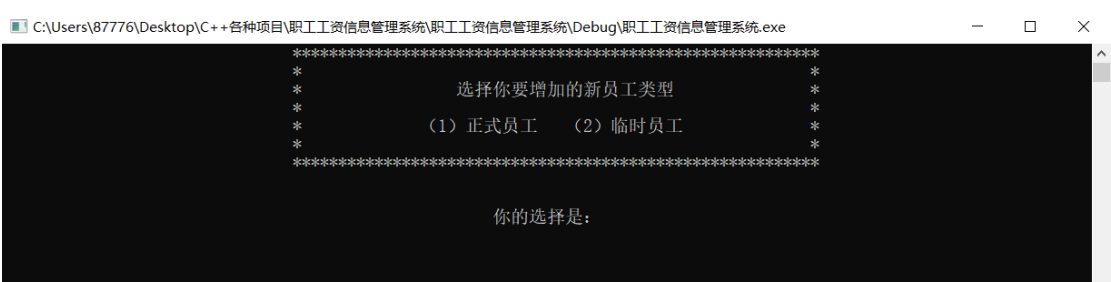 C:\Users\87776\Desktop\C++各种项目\职工工资信息管理系统\职工工资信息管理系统\Debug\职工工资信息管理系统.exe
**********************************************************
*                                                        *
*                 选择你要增加的新员工类型               *
*                                                        *
*             （1）正式员工   （2）临时员工              *
*                                                        *
**********************************************************
你的选择是：